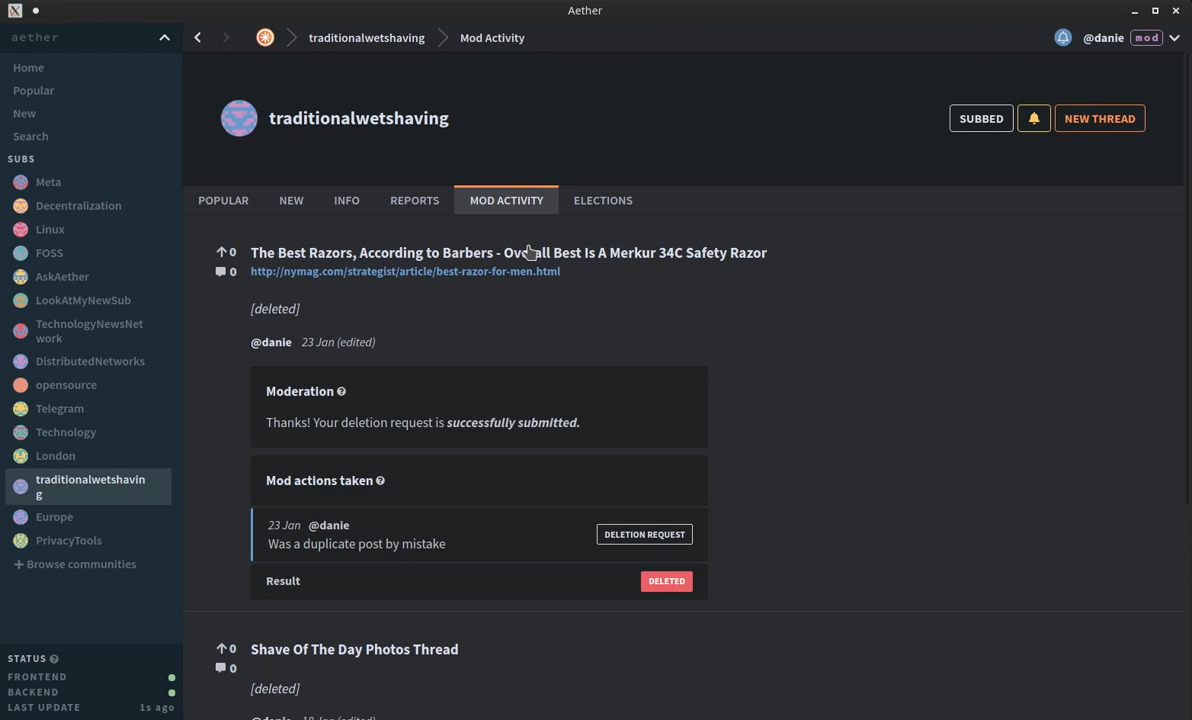 Aether
aether
traditionalwetshaving
Mod Activity
@danie mod
Home
Popular
New
Search
SUBS
Meta
Decentralization
Linux
FOSS
AskAether
LookAtMyNewSub
TechnologyNewsNet
work
DistributedNetworks
opensource
Telegram
Technology
London
traditionalwetshavin
g
Europe
PrivacyTools
+ Browse communities
STATUS
FRONTEND
BACKEND
LAST UPDATE 1s ago
traditionalwetshaving
SUBBED
NEW THREAD
POPULAR NEW INFO REPORTS MOD ACTIVITY ELECTIONS
0 The Best Razors, According to Barbers - Overall Best Is A Merkur 34C Safety Razor
0 http://nymag.com/strategist/article/best-razor-for-men.html
[deleted]
@danie 23 Jan (edited)
Moderation
Thanks! Your deletion request is successfully submitted.
Mod actions taken
23 Jan @danie
Was a duplicate post by mistake
DELETION REQUEST
Result DELETED
0 Shave Of The Day Photos Thread
0
[deleted]
@danie 18 Jan (edited)